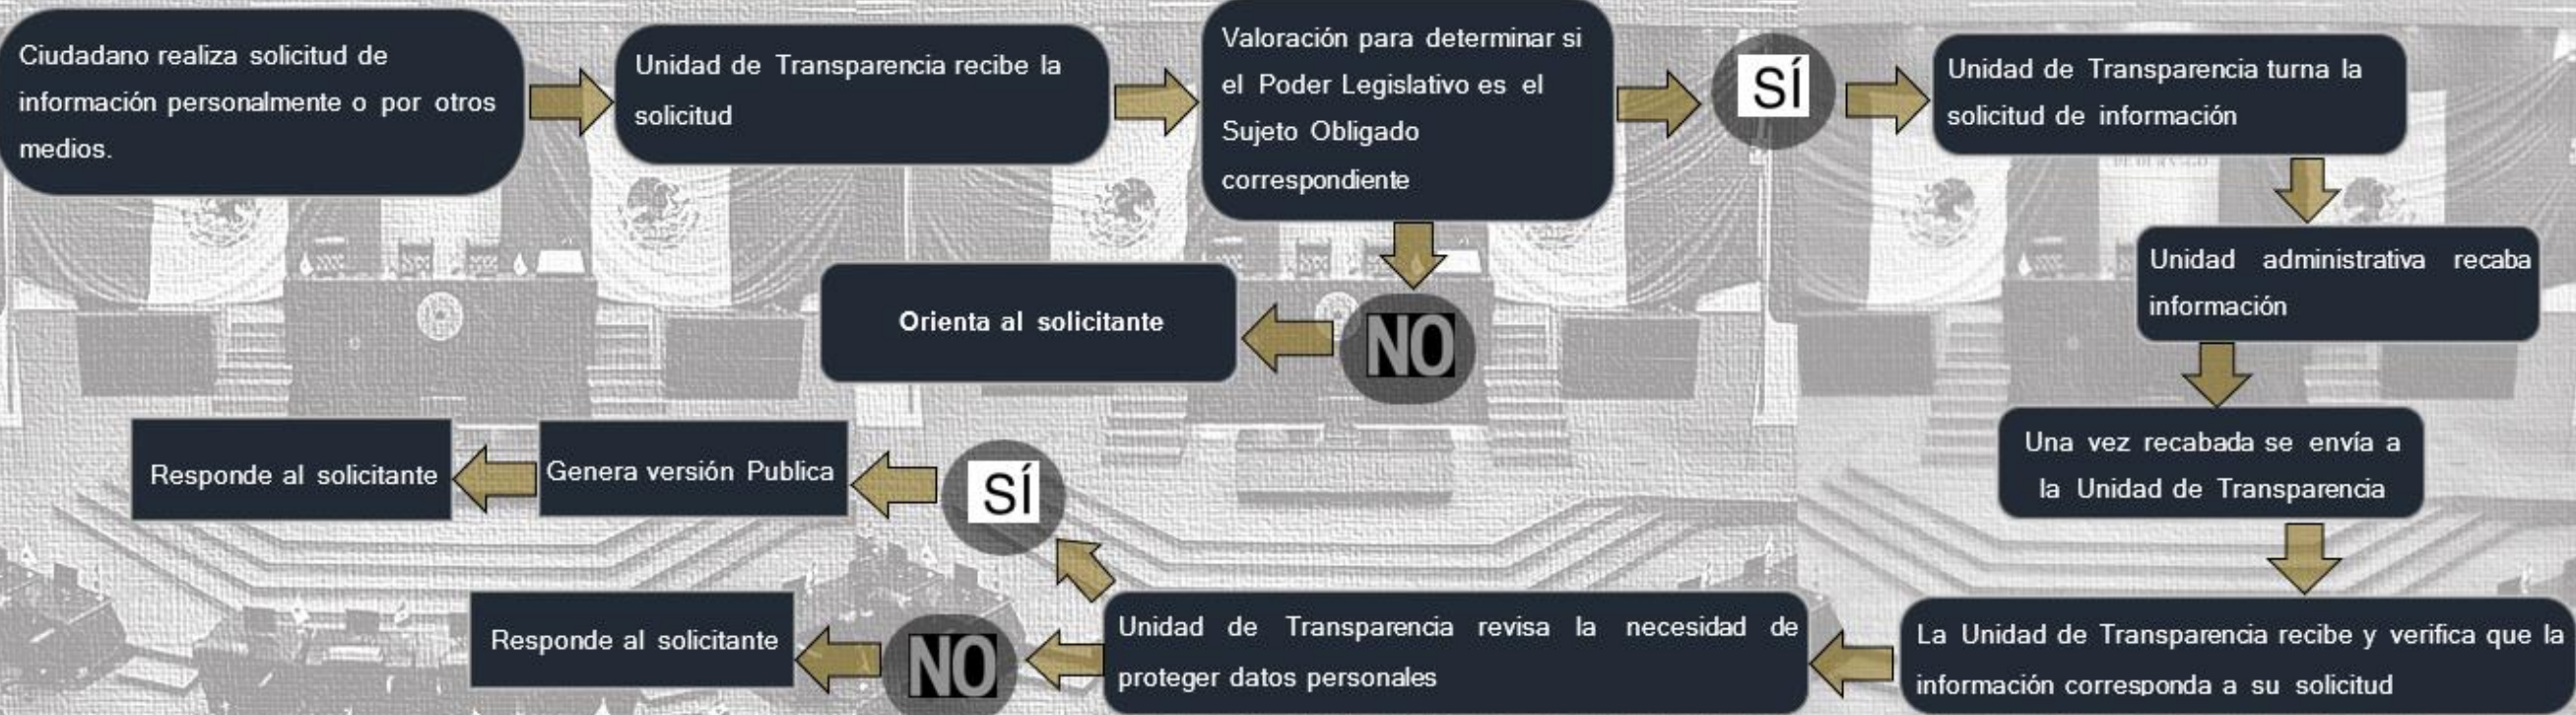 Ciudadano realiza solicitud de
información personalmente o por otros
medios.
Unidad de Transparencia recibe la
solicitud
Valoración para determinar si
el Poder Legislativo es el
Sujeto Obligado
correspondiente
SÍ
Unidad de Transparencia turna la
solicitud de información
Unidad administrativa recaba
información
Una vez recabada se envía a
la Unidad de Transparencia
La Unidad de Transparencia recibe y verifica que la
información corresponda a su solicitud
Unidad de Transparencia revisa la necesidad de
proteger datos personales
NO
Orienta al solicitante
SÍ
Genera versión Publica
Responde al solicitante
NO
Responde al solicitante